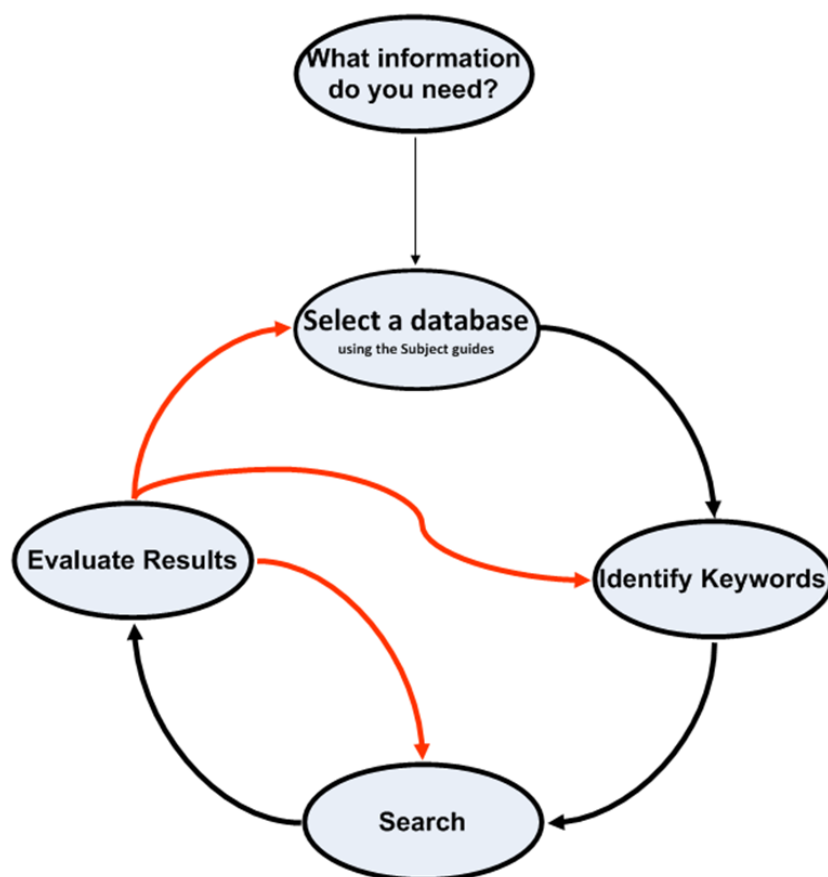 What information
do you need?
Select a database
using the Subject guides
Evaluate Results
Identify Keywords
Search